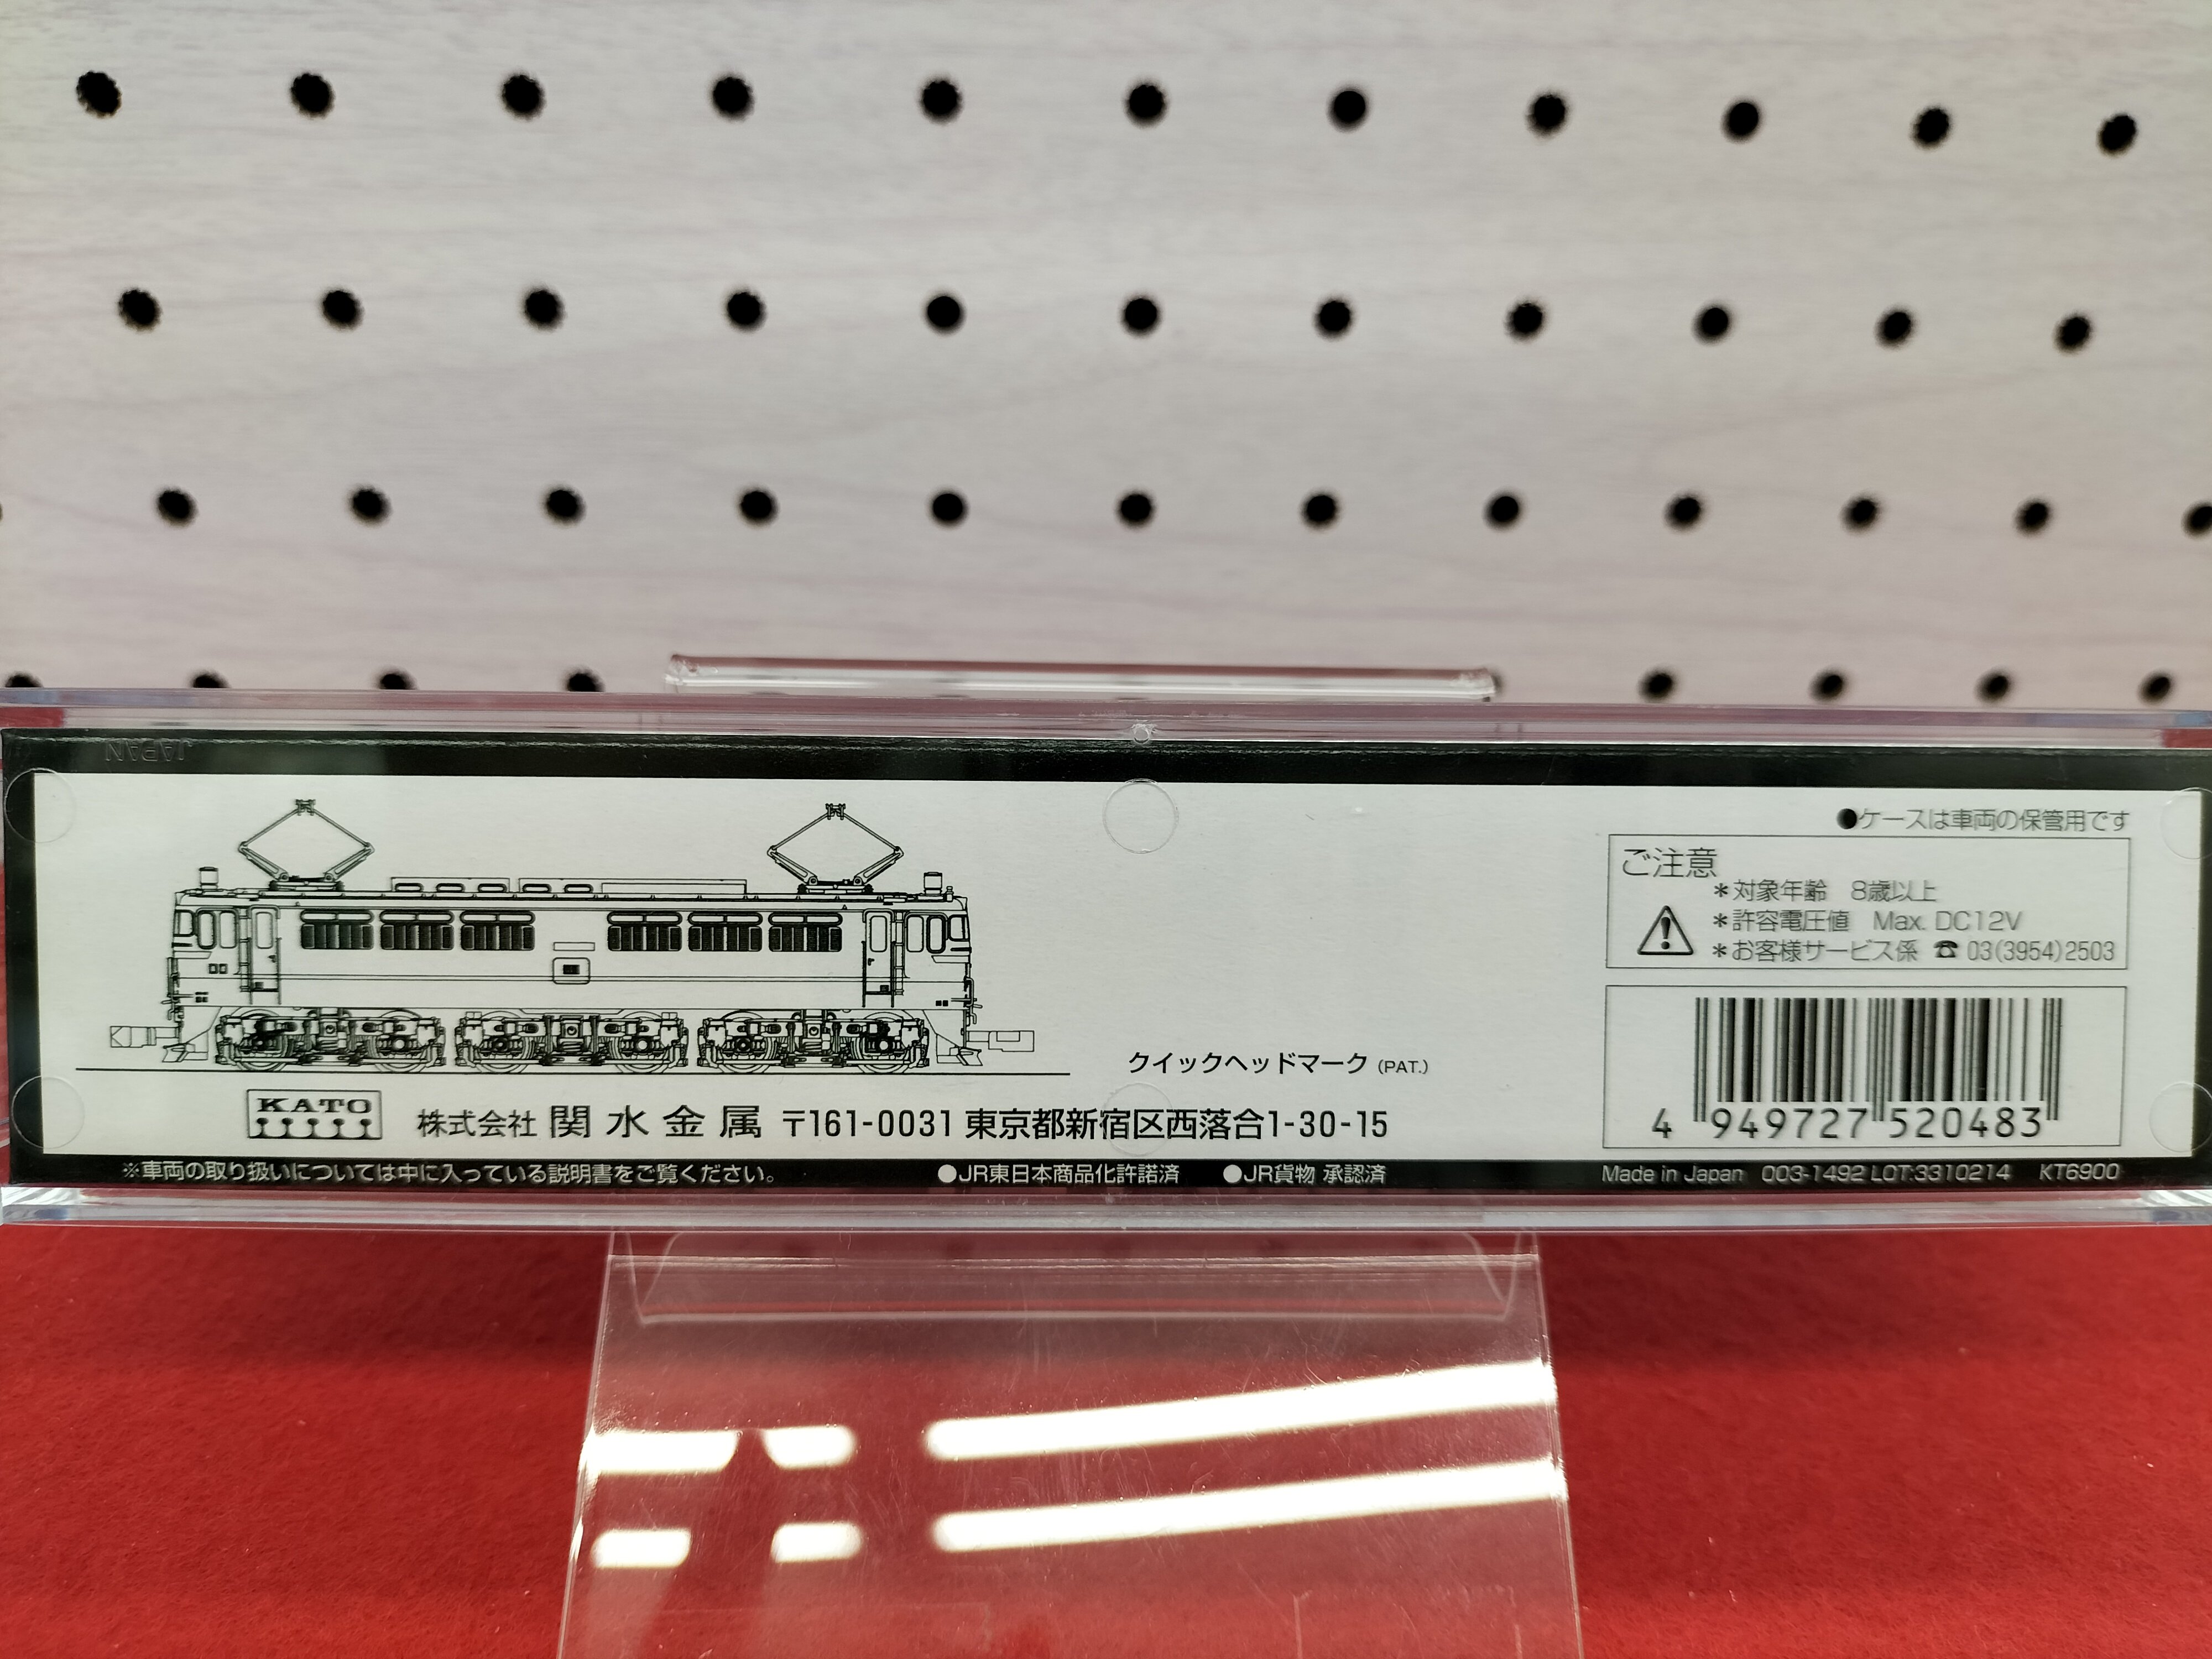 JAPAN
●ケースは車両の保管用です
ご注意
＊対象年齢 8歳以上
＊許容電圧値 Max. DC12V
＊お客様サービス係 ☎ 03(3954)2503
クイックヘッドマーク (PAT.)
KATO 株式会社 関水金属 〒161-0031 東京都新宿区西落合1-30-15
4 949727 520483
※車両の取り扱いについては中に入っている説明書をご覧ください。 ●JR東日本商品化許諾済 ●JR貨物 承認済 Made in Japan 003-1492 LOT:3310214 KT6900